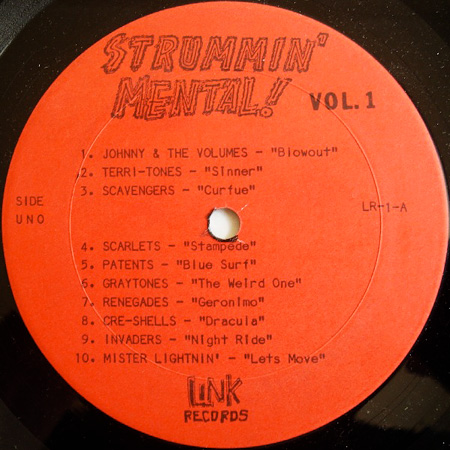 STRUMMIN'
MENTAL!
VOL.1
1. JOHNNY & THE VOLUMES - "Blowout"
2. TERRI-TONES - "Sinner"
3. SCAVENGERS - "Curfue"
SIDE
UNO
LR-1-A
4. SCARLETS - "Stampede"
5. PATENTS - "Blue Surf"
6. GRAYTONES - "The Weird One"
7. RENEGADES - "Geronimo"
8. CRE-SHELLS - "Dracula"
9. INVADERS - "Night Ride"
10. MISTER LIGHTNIN' - "Lets Move"
LINK
RECORDS